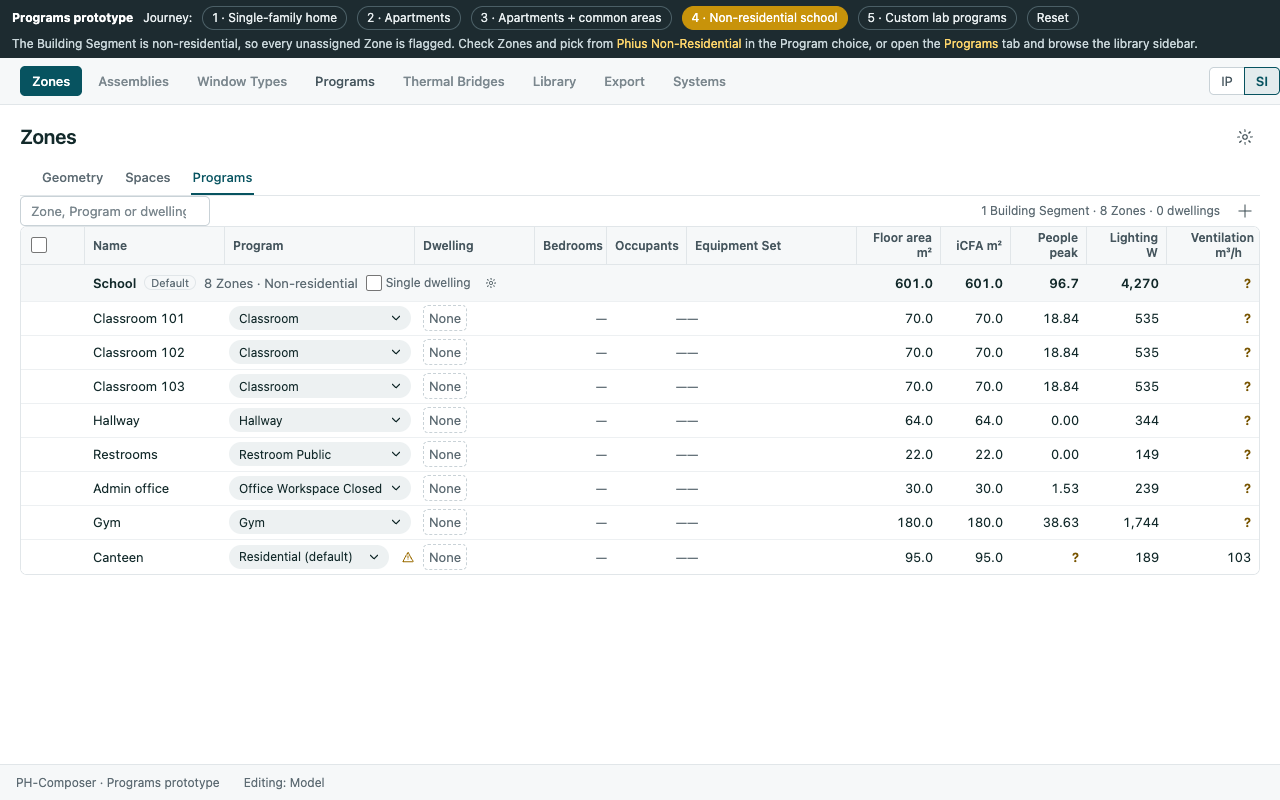 Programs prototype Journey: 1 · Single-family home 2 · Apartments 3 · Apartments + common areas 4 · Non-residential school 5 · Custom lab programs Reset
The Building Segment is non-residential, so every unassigned Zone is flagged. Check Zones and pick from Phius Non-Residential in the Program choice, or open the Programs tab and browse the library sidebar.
Zones Assemblies Window Types Programs Thermal Bridges Library Export Systems IP SI
Zones
Geometry Spaces Programs
Zone, Program or dwelling 1 Building Segment · 8 Zones · 0 dwellings
Name Program Dwelling Bedrooms Occupants Equipment Set Floor area m² iCFA m² People peak Lighting W Ventilation m³/h
School Default 8 Zones · Non-residential Single dwelling 601.0 601.0 96.7 4,270 ?
Classroom 101 Classroom None — —— 70.0 70.0 18.84 535 ?
Classroom 102 Classroom None — —— 70.0 70.0 18.84 535 ?
Classroom 103 Classroom None — —— 70.0 70.0 18.84 535 ?
Hallway Hallway None — —— 64.0 64.0 0.00 344 ?
Restrooms Restroom Public None — —— 22.0 22.0 0.00 149 ?
Admin office Office Workspace Closed None — —— 30.0 30.0 1.53 239 ?
Gym Gym None — —— 180.0 180.0 38.63 1,744 ?
Canteen Residential (default) None — —— 95.0 95.0 ? 189 103
PH-Composer · Programs prototype Editing: Model